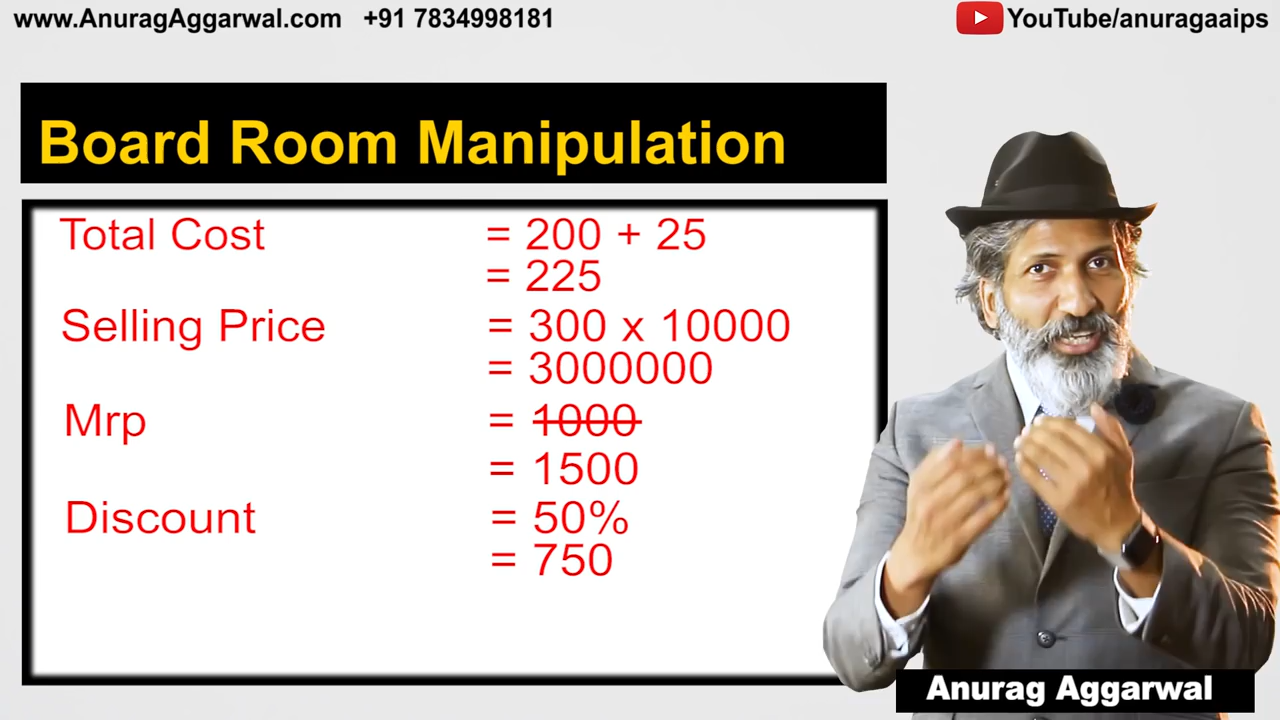 www.AnuragAggarwal.com +91 7834998181
YouTube/anuragaaips
Board Room Manipulation
Total Cost = 200 + 25
= 225
Selling Price = 300 x 10000
= 3000000
Mrp = 1000
= 1500
Discount = 50%
= 750
Anurag Aggarwal